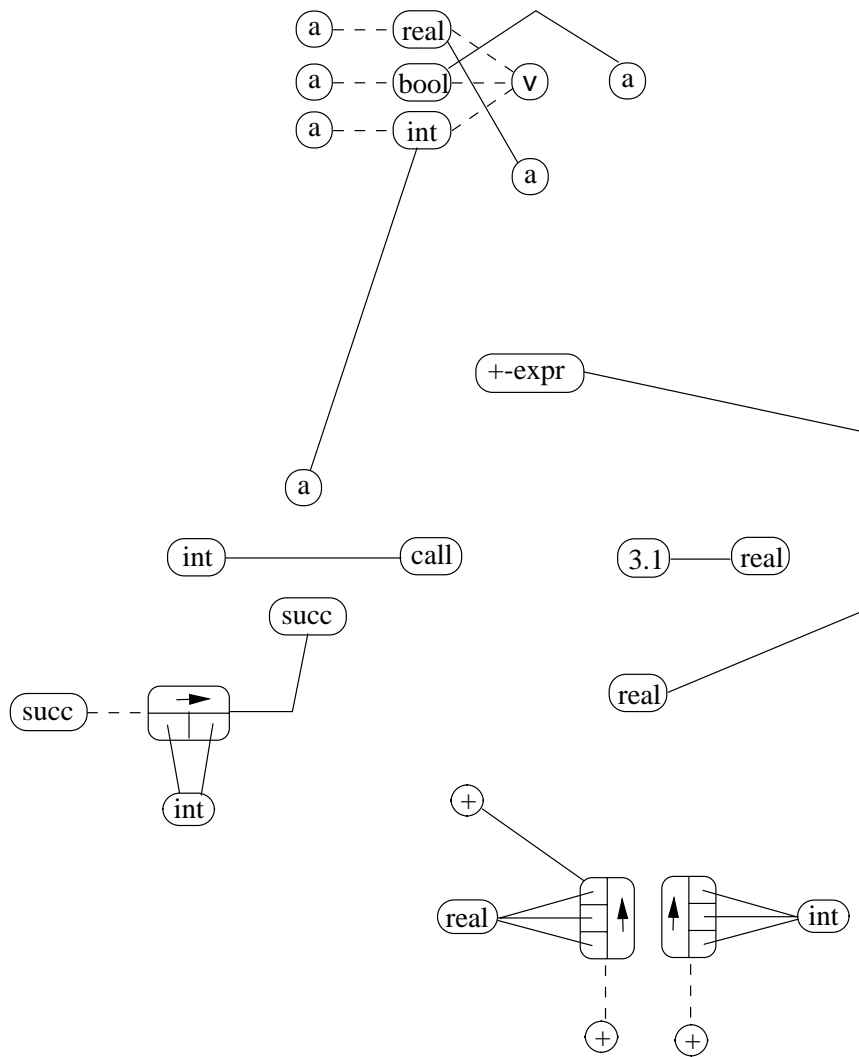 a real
a bool v a
a int
a
+-expr
a
int call 3.1 real
succ
succ real
int
+
real int
+ +